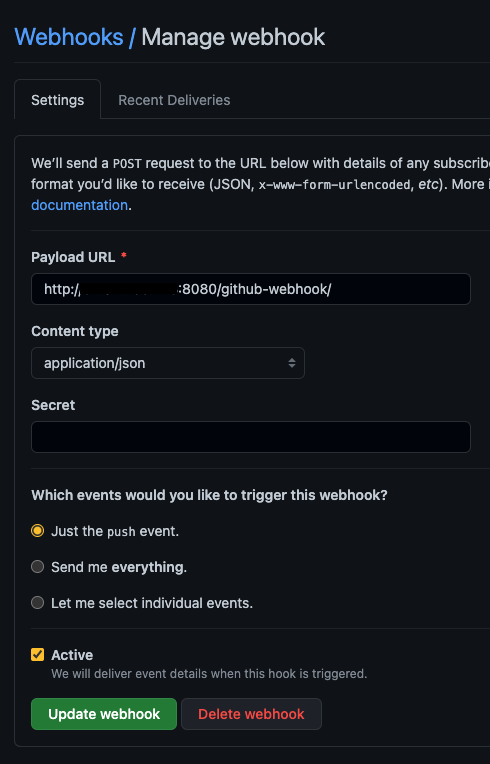 Webhooks / Manage webhook
Settings
Recent Deliveries
We'll send a POST request to the URL below with details of any
format you'd like to receive (JSON, x-www-form-urlencoded, etc). More
documentation.
Payload URL *
http:/ :8080/github-webhook/
Content type
application/json
Secret
Which events would you like to trigger this webhook?
Just the push event.
Send me everything.
Let me select individual events.
Active
We will deliver event details when this hook is triggered.
Update webhook
Delete webhook